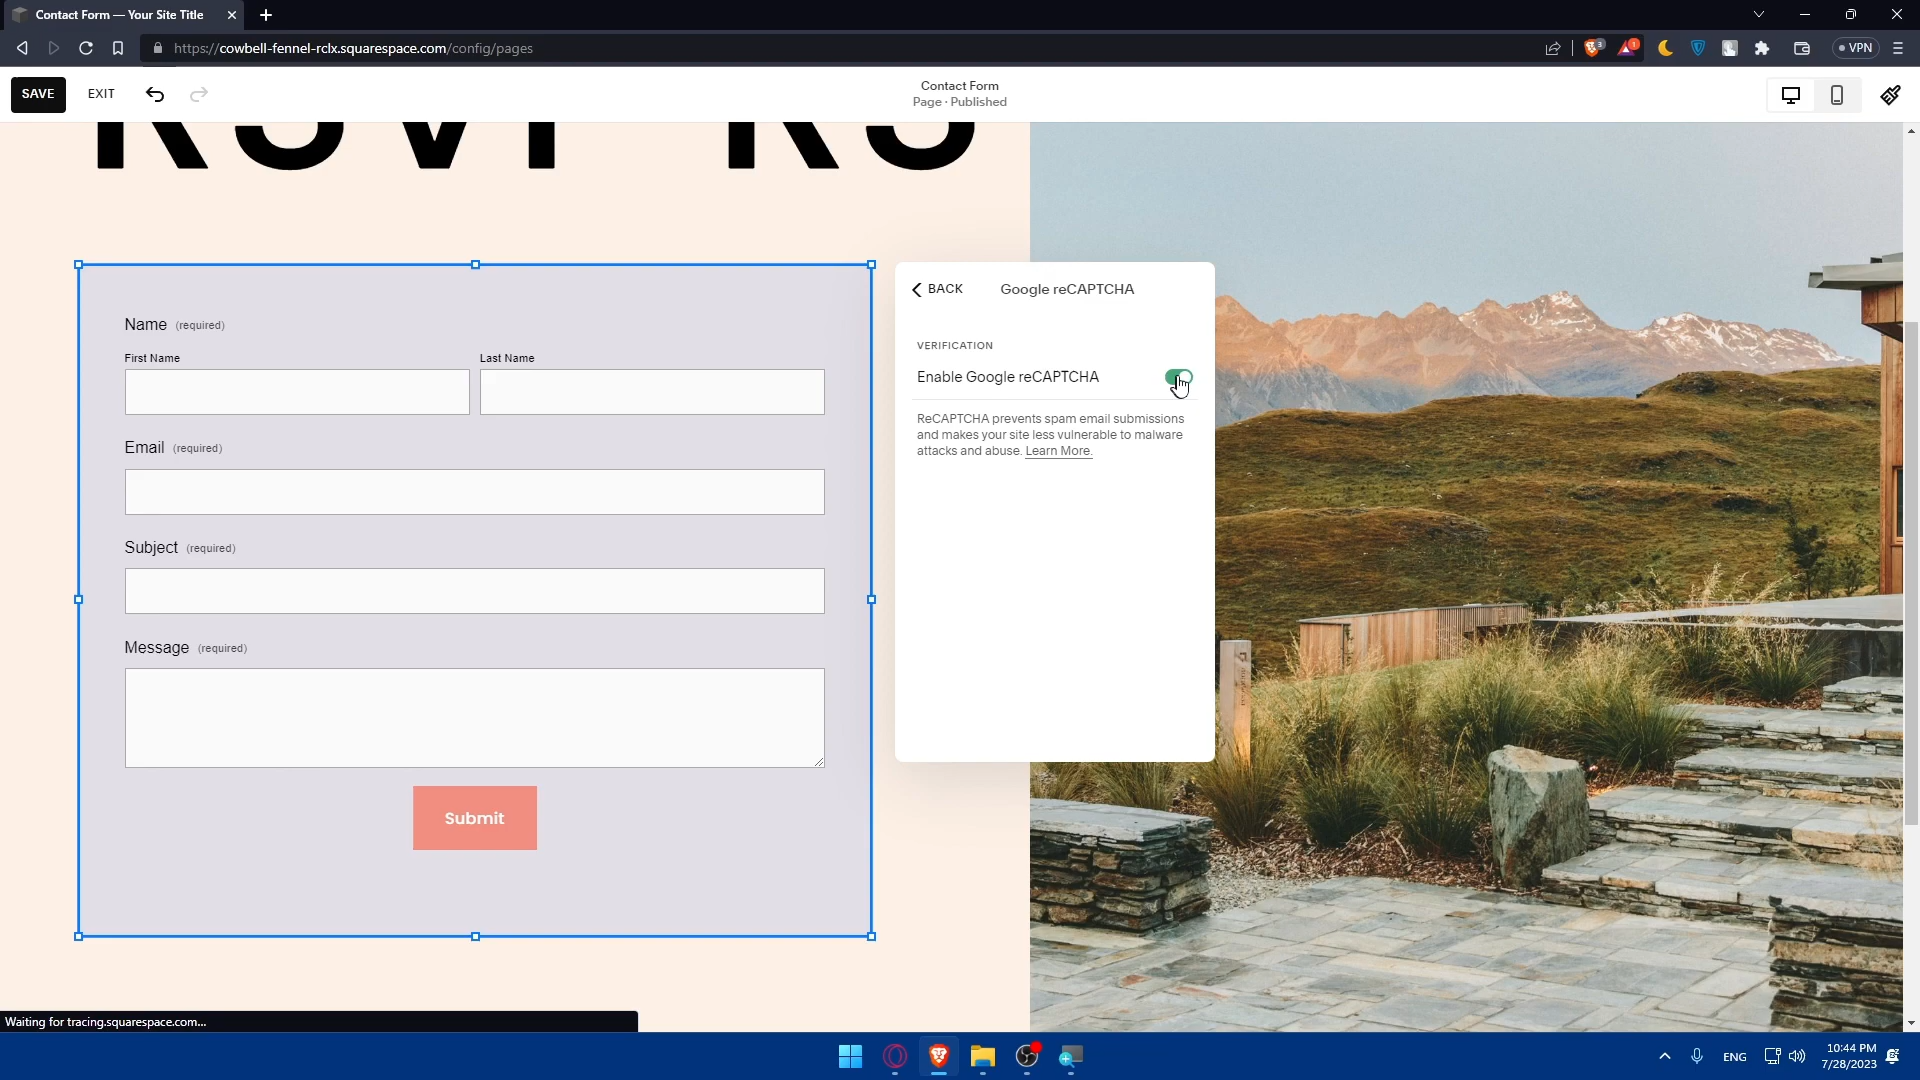 Contact Form — Your Site Title
https://cowbell-fennel-rclx.squarespace.com/config/pages
3
1
VPN
SAVE
EXIT
Contact Form
Page · Published
BACK
Google reCAPTCHA
Name (required)
First Name
Last Name
VERIFICATION
Enable Google reCAPTCHA
ReCAPTCHA prevents spam email submissions
and makes your site less vulnerable to malware
attacks and abuse. Learn More.
Email (required)
Subject (required)
Message (required)
Submit
Waiting for tracing.squarespace.com...
ENG
10:44 PM
7/28/2023